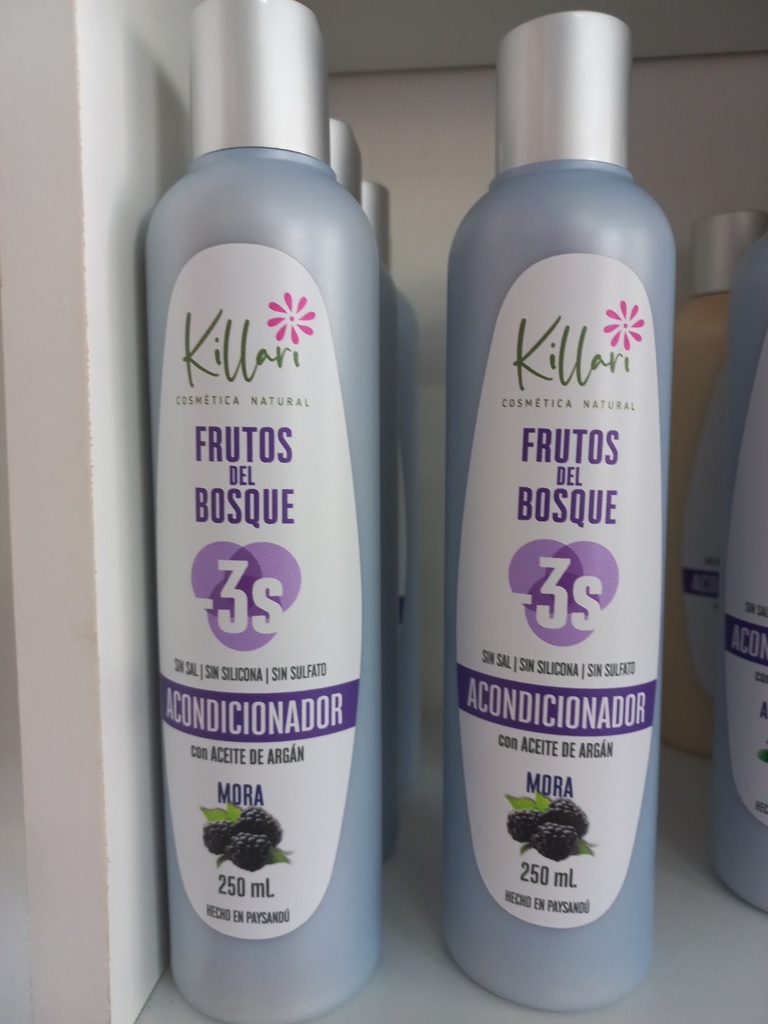 Killari
COSMÉTICA NATURAL
FRUTOS
DEL
BOSQUE
-3s
SIN SAL | SIN SILICONA | SIN SULFATO
ACONDICIONADOR
con ACEITE DE ARGÁN
MORA
250 mL
HECHO EN PAYSANDÚ
Killari
COSMÉTICA NATURAL
FRUTOS
DEL
BOSQUE
-3s
SIN SAL | SIN SILICONA | SIN SULFATO
ACONDICIONADOR
con ACEITE DE ARGÁN
MORA
250 mL
HECHO EN PAYSANDÚ
SIN SAL